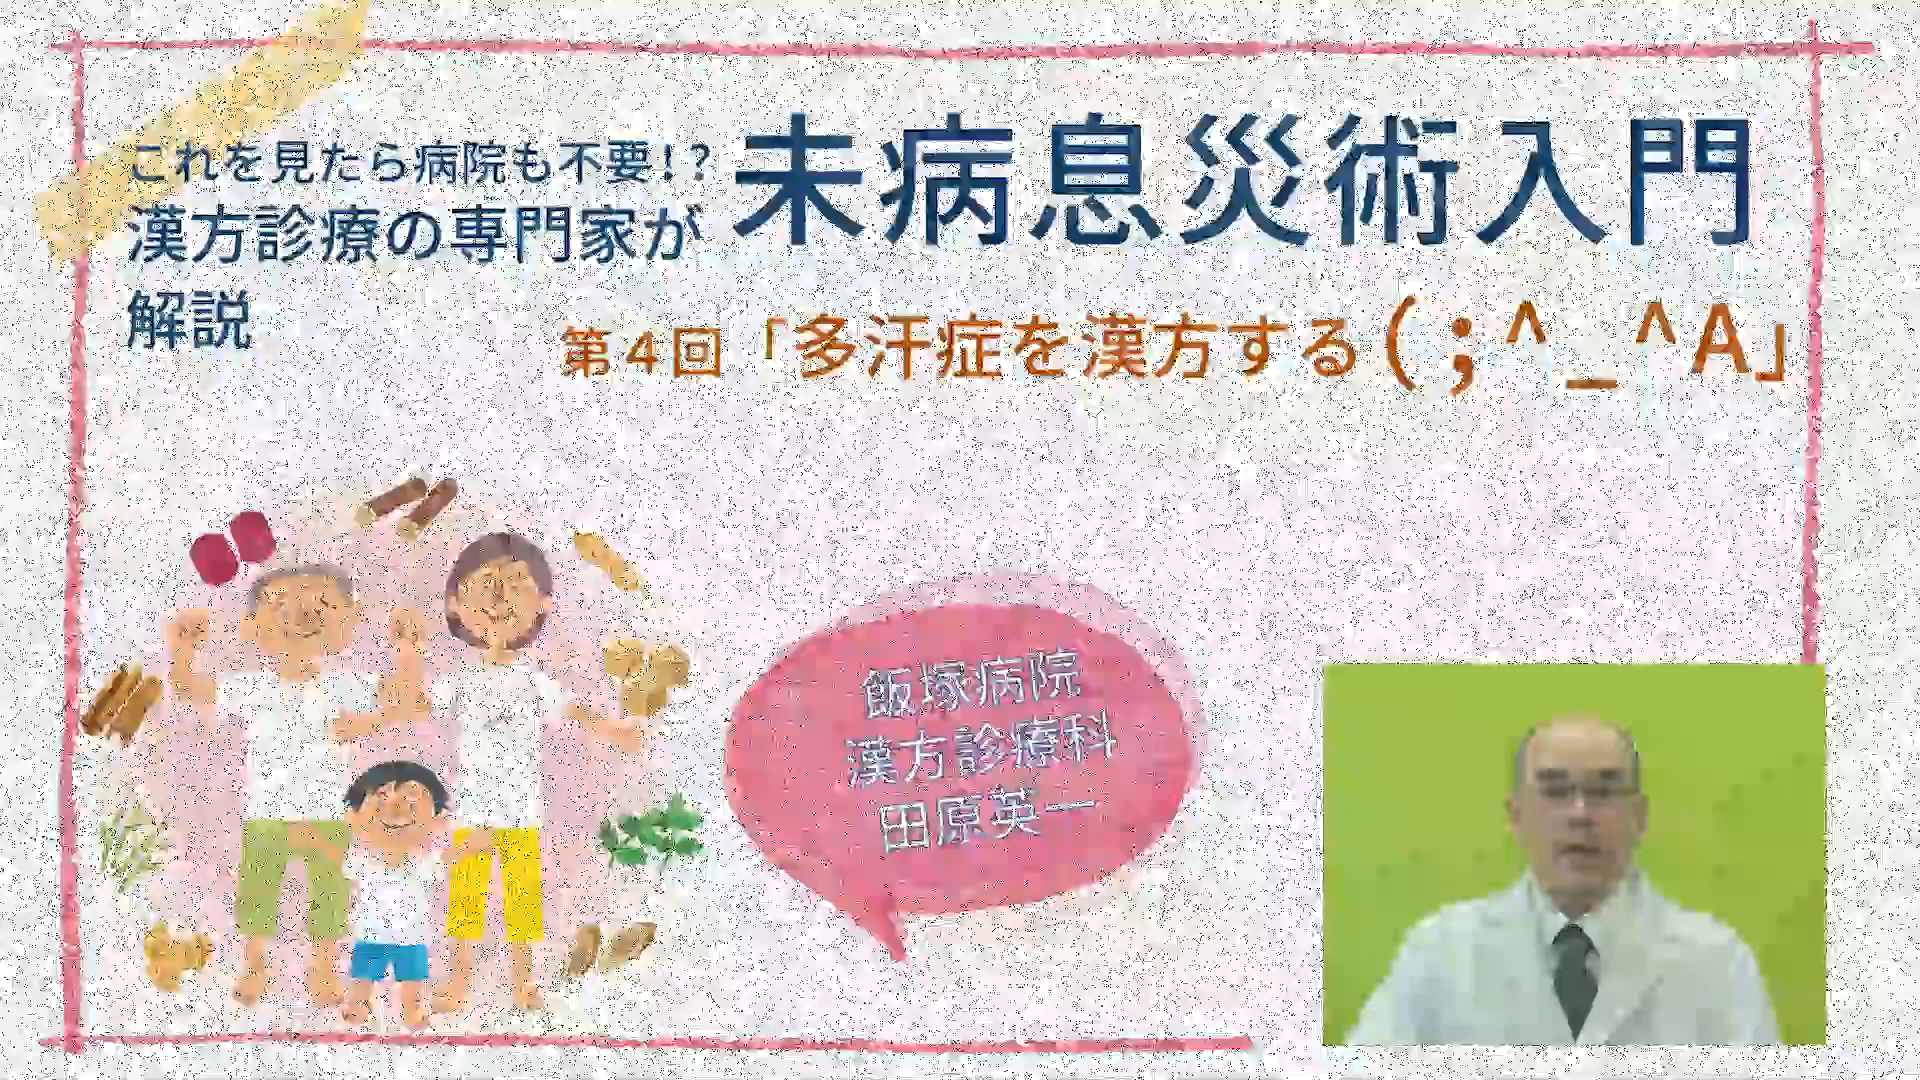 これを見たら病院も不要!?
漢方診療の専門家が
解説
未病息災術入門
第4回「多汗症を漢方する(;^_^A」
飯塚病院
漢方診療科
田原英一